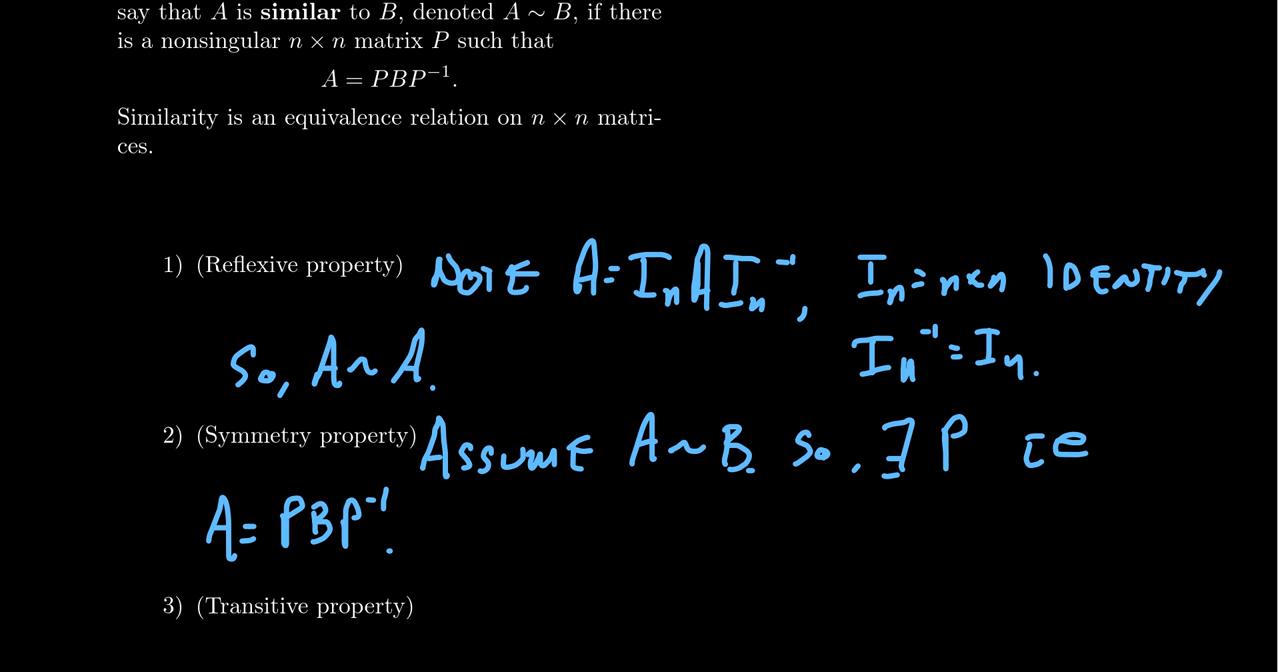 say that A is similar to B, denoted A ∼ B, if there
is a nonsingular n × n matrix P such that
A = PBP⁻¹.
Similarity is an equivalence relation on n × n matri-
ces.
1) (Reflexive property) NOTE A = Iₙ A Iₙ⁻¹, Iₙ = n×n IDENTITY
So, A ~ A. Iₙ⁻¹ = Iₙ.
2) (Symmetry property) ASSUME A ~ B. So, ∃ P
A = PBP⁻¹.
3) (Transitive property)